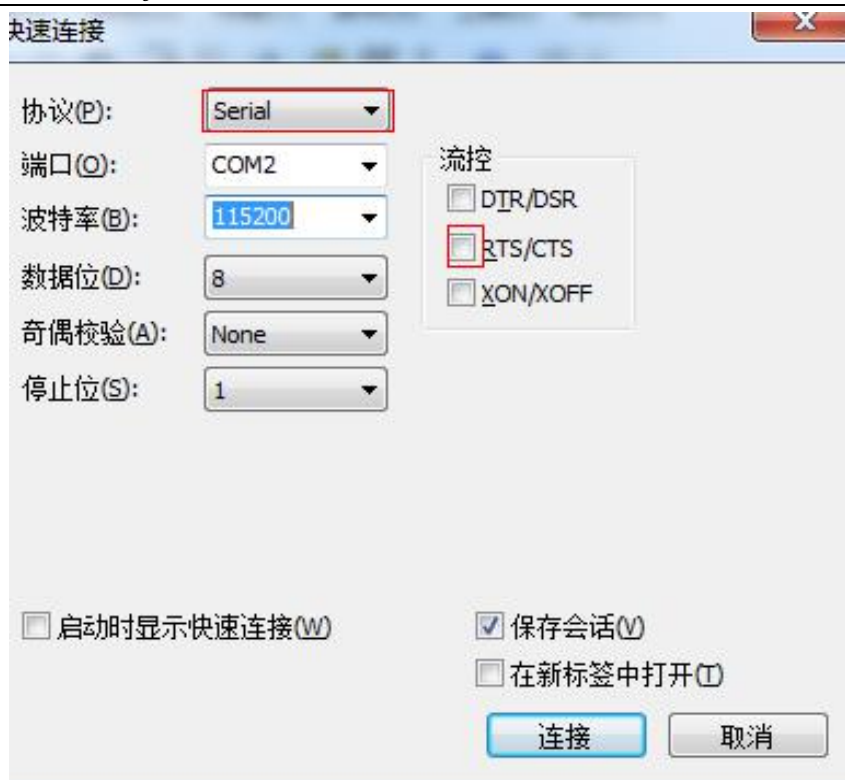 快速连接
协议(P): Serial
端口(O): COM2
波特率(B): 115200
数据位(D): 8
奇偶校验(A): None
停止位(S): 1
流控
DTR/DSR
RTS/CTS
XON/XOFF
启动时显示快速连接(W)
保存会话(V)
在新标签中打开(T)
连接
取消